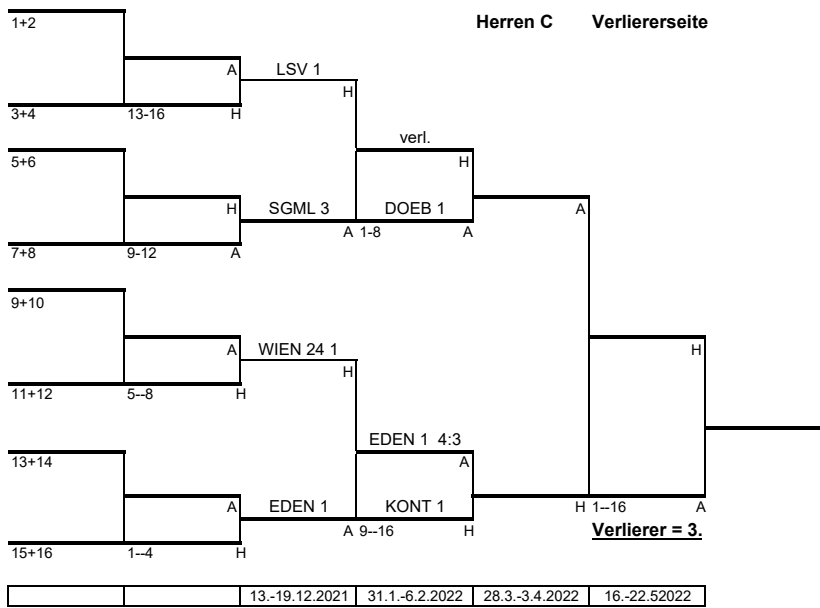 Herren C Verliererseite
1+2
A LSV 1
H
3+4 13-16 H
verl.
5+6
H
H SGML 3 DOEB 1 A
A 1-8 A
7+8 9-12 A
9+10
A WIEN 24 1 H
H
11+12 5--8 H
EDEN 1 4:3
13+14 A
A EDEN 1 KONT 1 H 1--16 A
A 9--16 H
15+16 1--4 H Verlierer = 3.
13.-19.12.2021 31.1.-6.2.2022 28.3.-3.4.2022 16.-22.52022